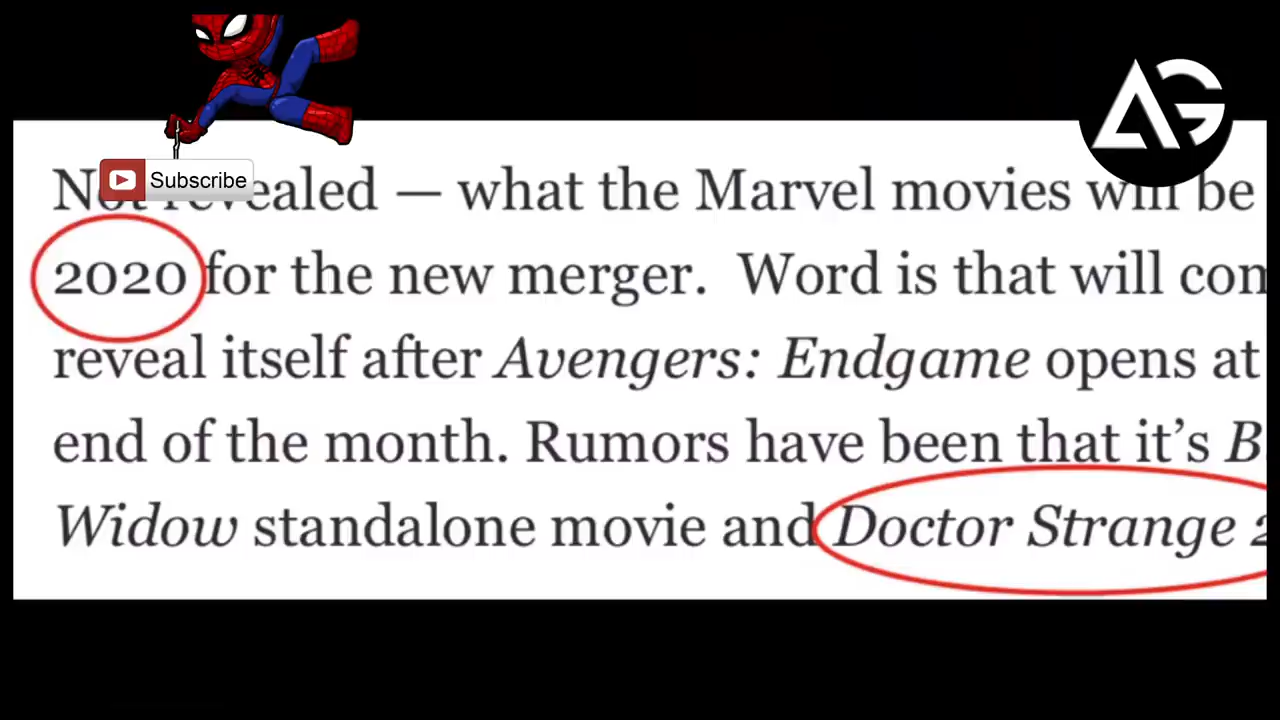 AG
Subscribe
revealed — what the Marvel movies will be
2020 for the new merger. Word is that will
reveal itself after Avengers: Endgame opens at
end of the month. Rumors have been that it's B
Widow standalone movie and Doctor Strange 2